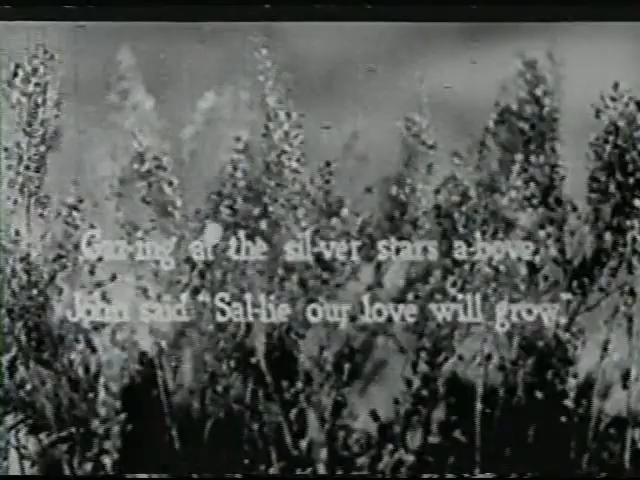 Gaz-ing at the sil-ver stars a-bove,
John said "Sal-lie our love will grow,"